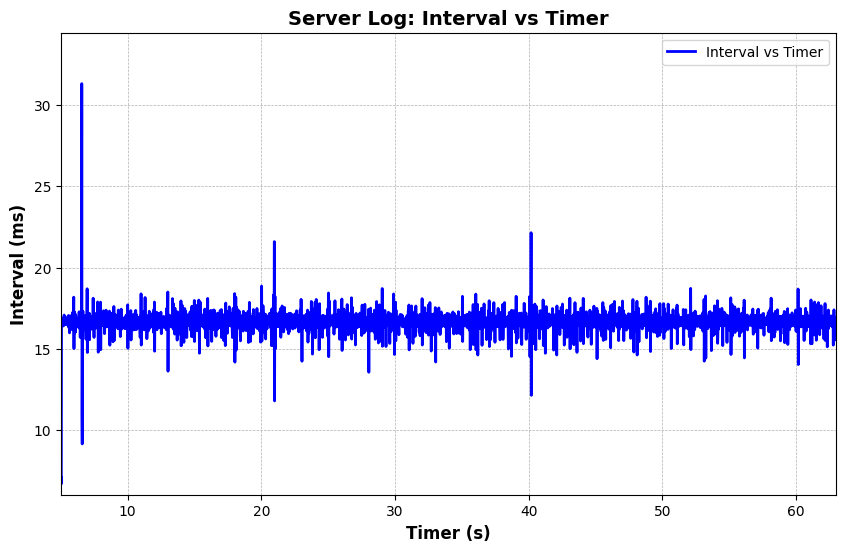 Server Log: Interval vs Timer
Interval vs Timer
30
25
20
15
10
Interval (ms)
10 20 30 40 50 60
Timer (s)